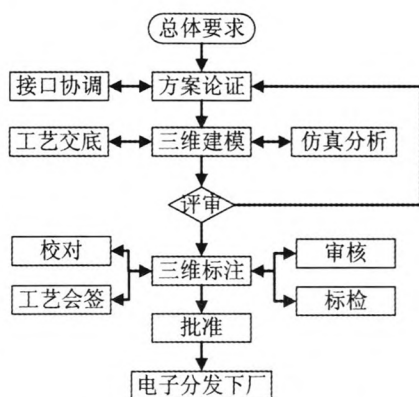 总体要求
接口协调
方案论证
工艺交底
三维建模
仿真分析
评审
校对
审核
三维标注
工艺会签
标检
批准
电子分发下厂